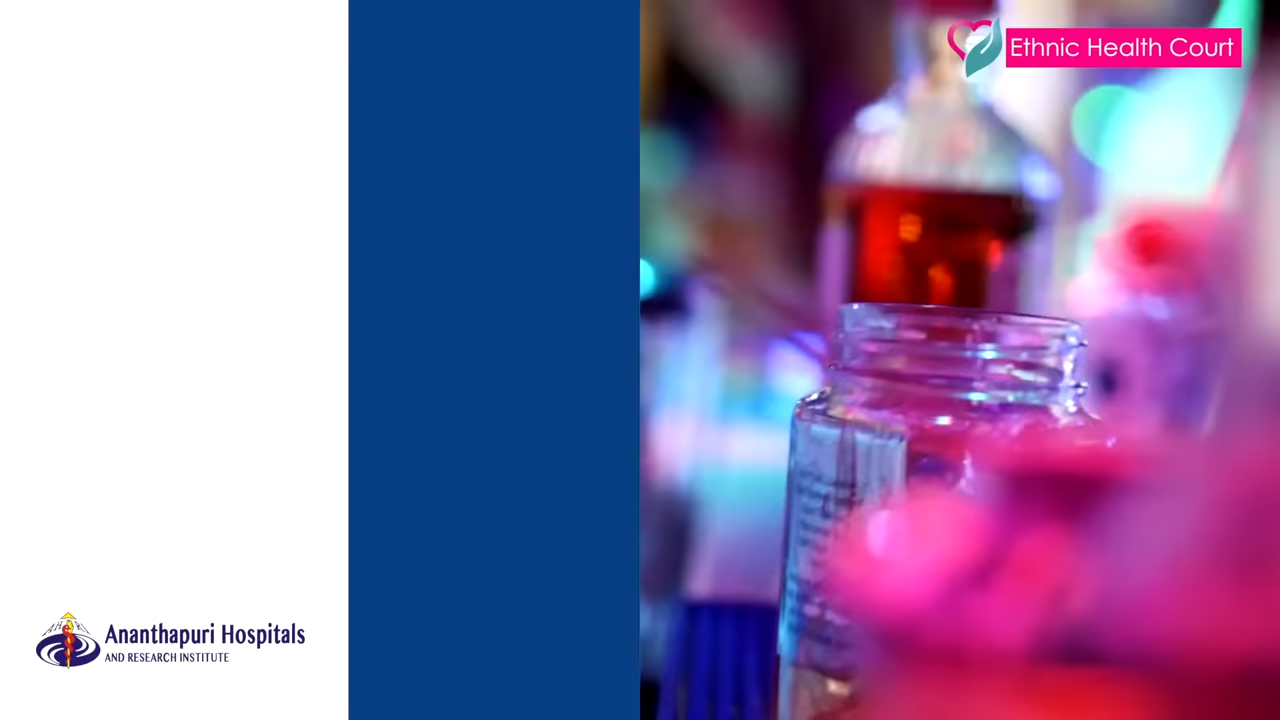 Ethnic Health Court
Ananthapuri Hospitals
AND RESEARCH INSTITUTE